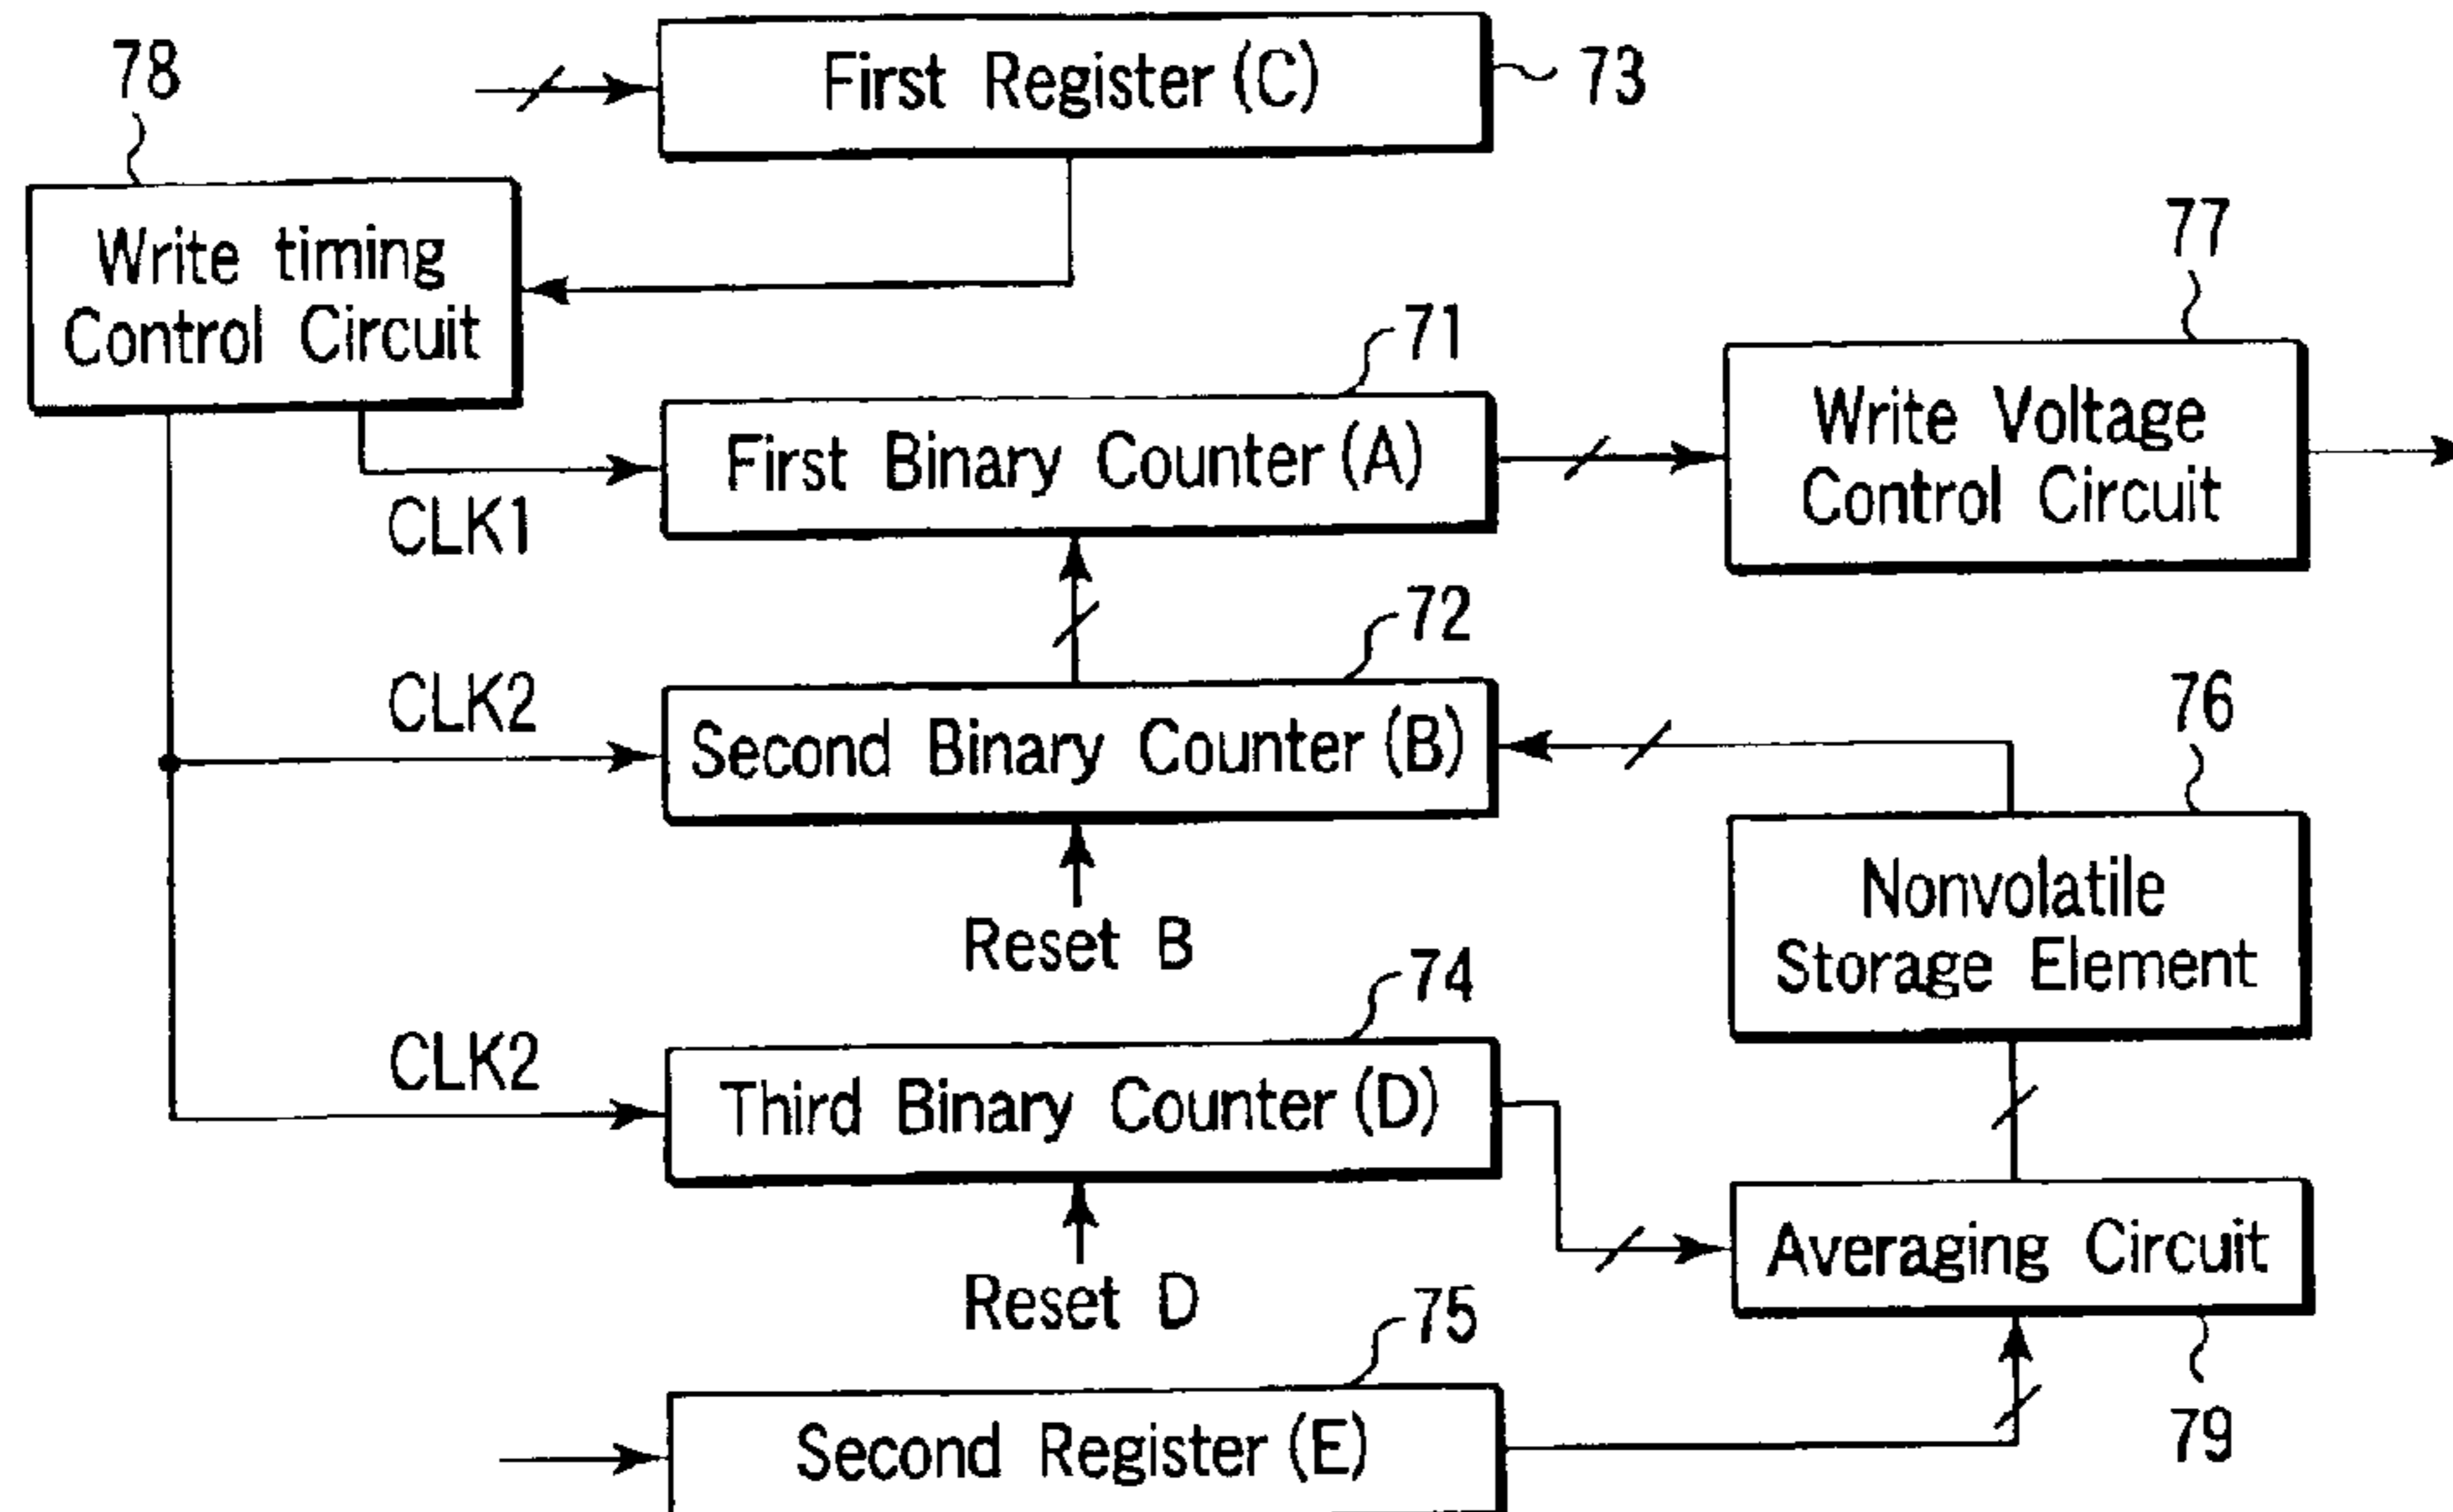 78
First Register (C)
73
Write timing
Control Circuit
77
71
First Binary Counter (A)
Write Voltage
Control Circuit
CLK1
72
CLK2
Second Binary Counter (B)
76
Nonvolatile
Storage Element
Reset B
74
CLK2
Third Binary Counter (D)
Averaging Circuit
Reset D
75
79
Second Register (E)